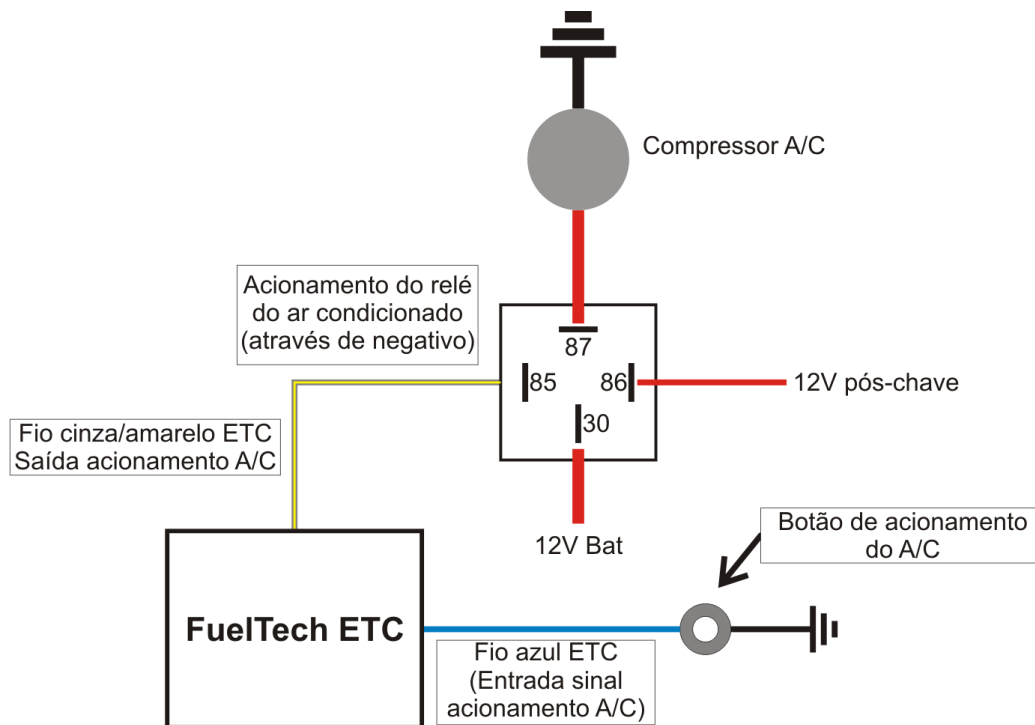 Compressor A/C
Acionamento do relé
do ar condicionado
(através de negativo)
87
85
86
12V pós-chave
30
Fio cinza/amarelo ETC
Saída acionamento A/C
12V Bat
Botão de acionamento
do A/C
FuelTech ETC
Fio azul ETC
(Entrada sinal
acionamento A/C)